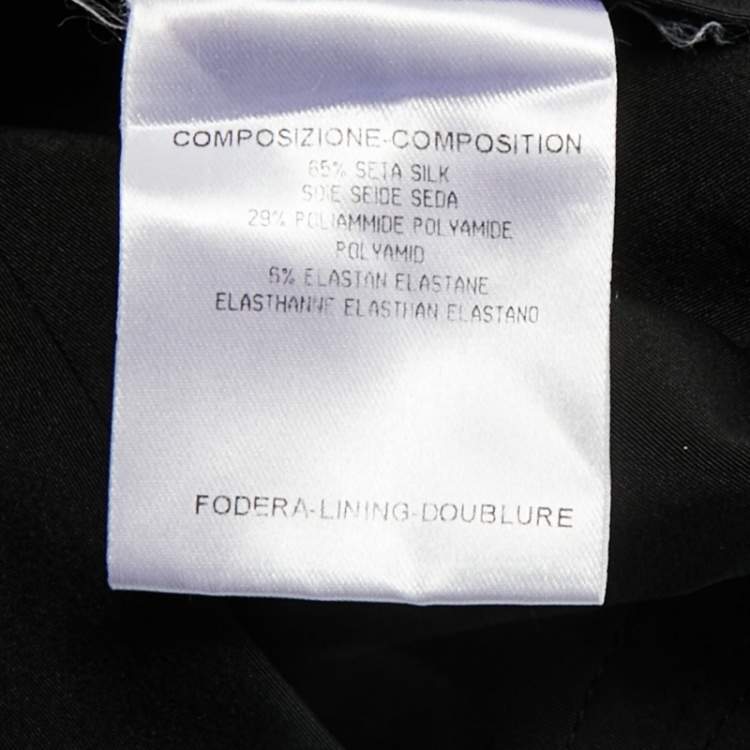 COMPOSIZIONE-COMPOSITION
65% SETA SILK
SOIE SEIDE SEDA
29% POLIAMMIDE POLYAMIDE
POLYAMID
6% ELASTAN ELASTANE
ELASTHANNE ELASTHAN ELASTANO
FODERA-LINING-DOUBLURE